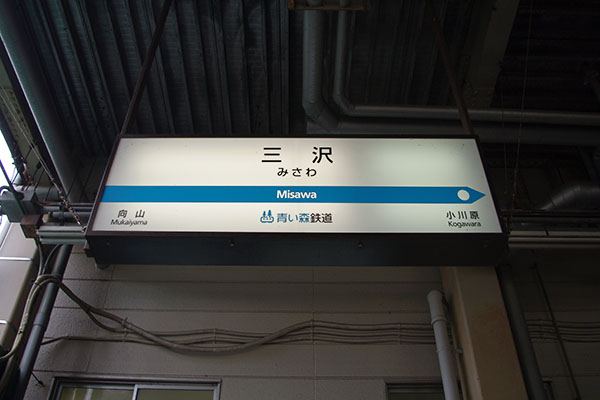 三沢
みさわ
Misawa
向山
Mukaiyama
青い森鉄道
小川原
Kogawara